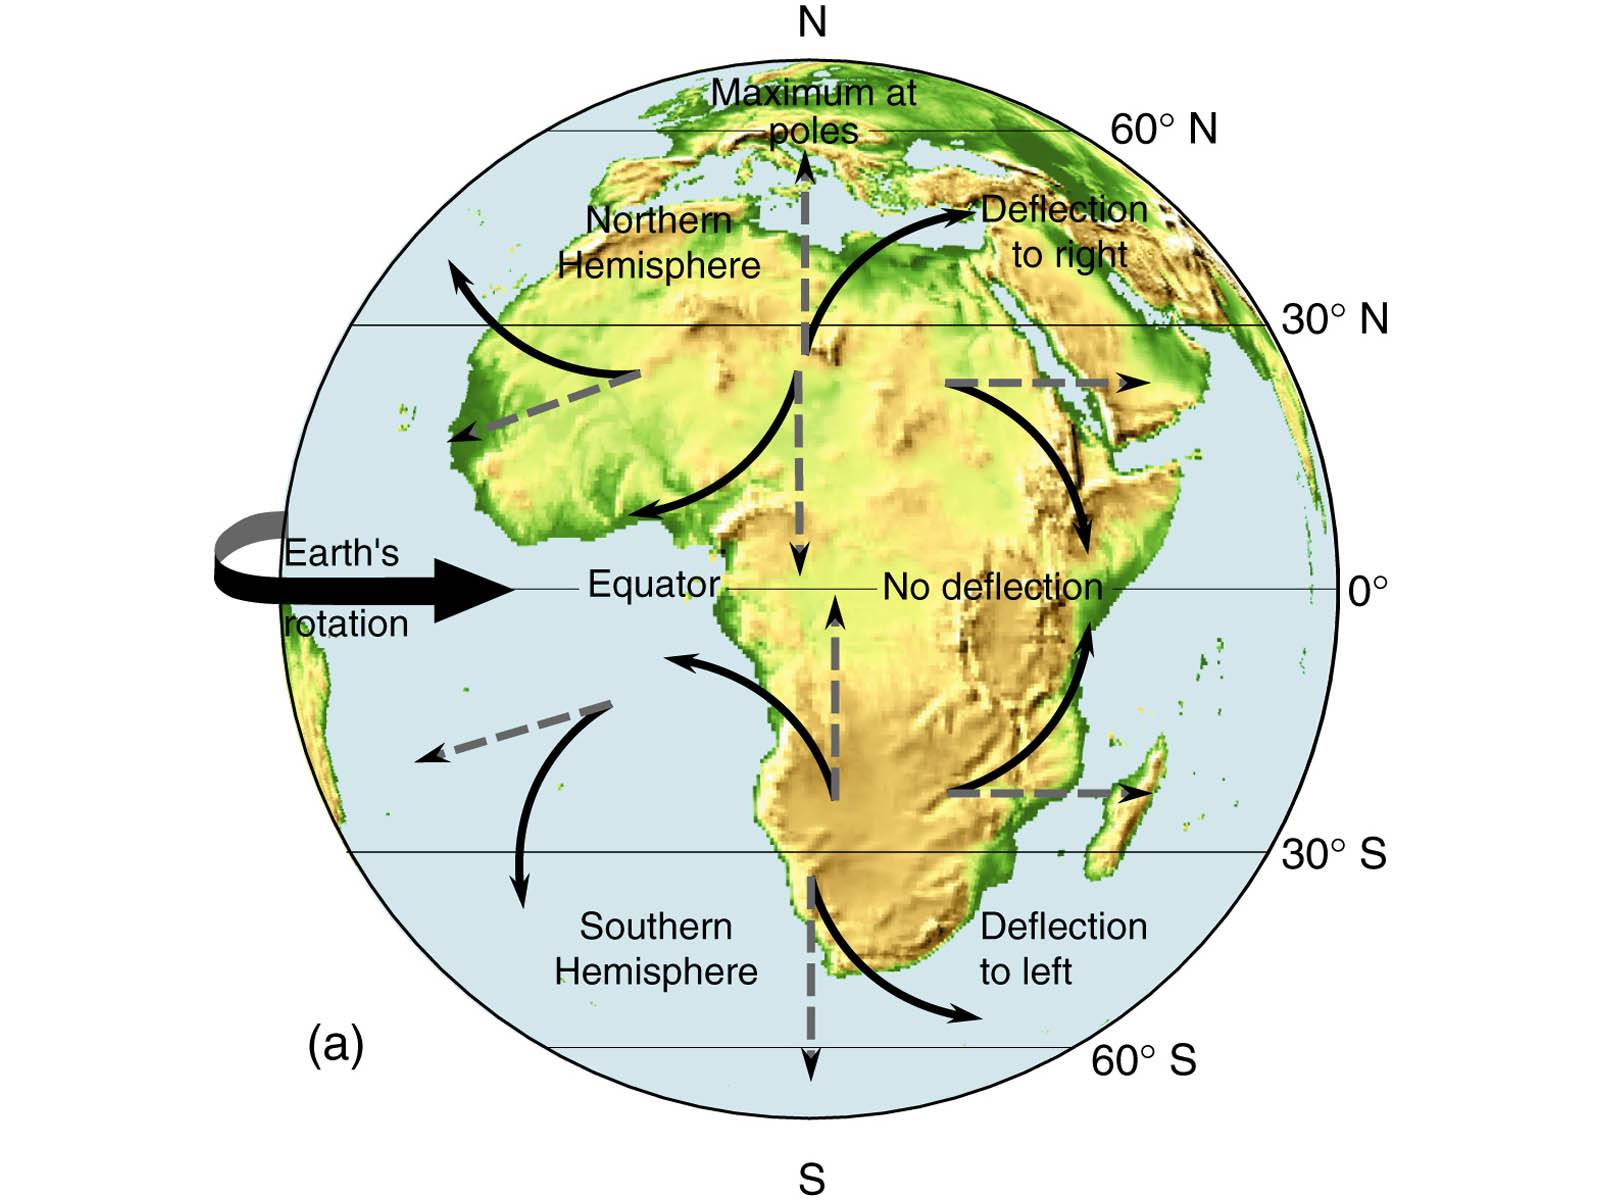 N
Maximum at
poles
60° N
Northern
Hemisphere
Deflection
to right
30° N
Earth's
rotation
Equator
No deflection
0°
30° S
Southern
Hemisphere
Deflection
to left
(a)
60° S
S